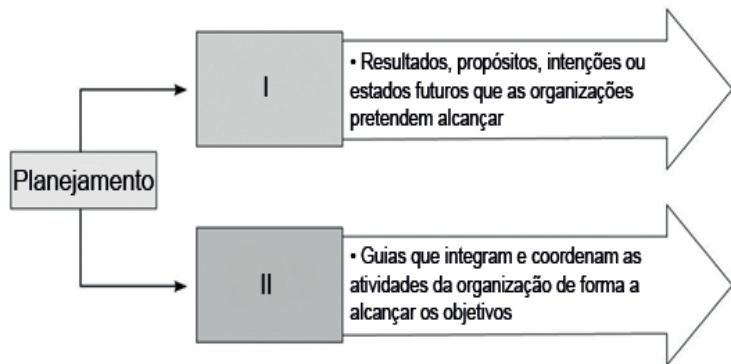 I
• Resultados, propósitos, intenções ou
estados futuros que as organizações
pretendem alcançar
Planejamento
II
• Guias que integram e coordenam as
atividades da organização de forma a
alcançar os objetivos